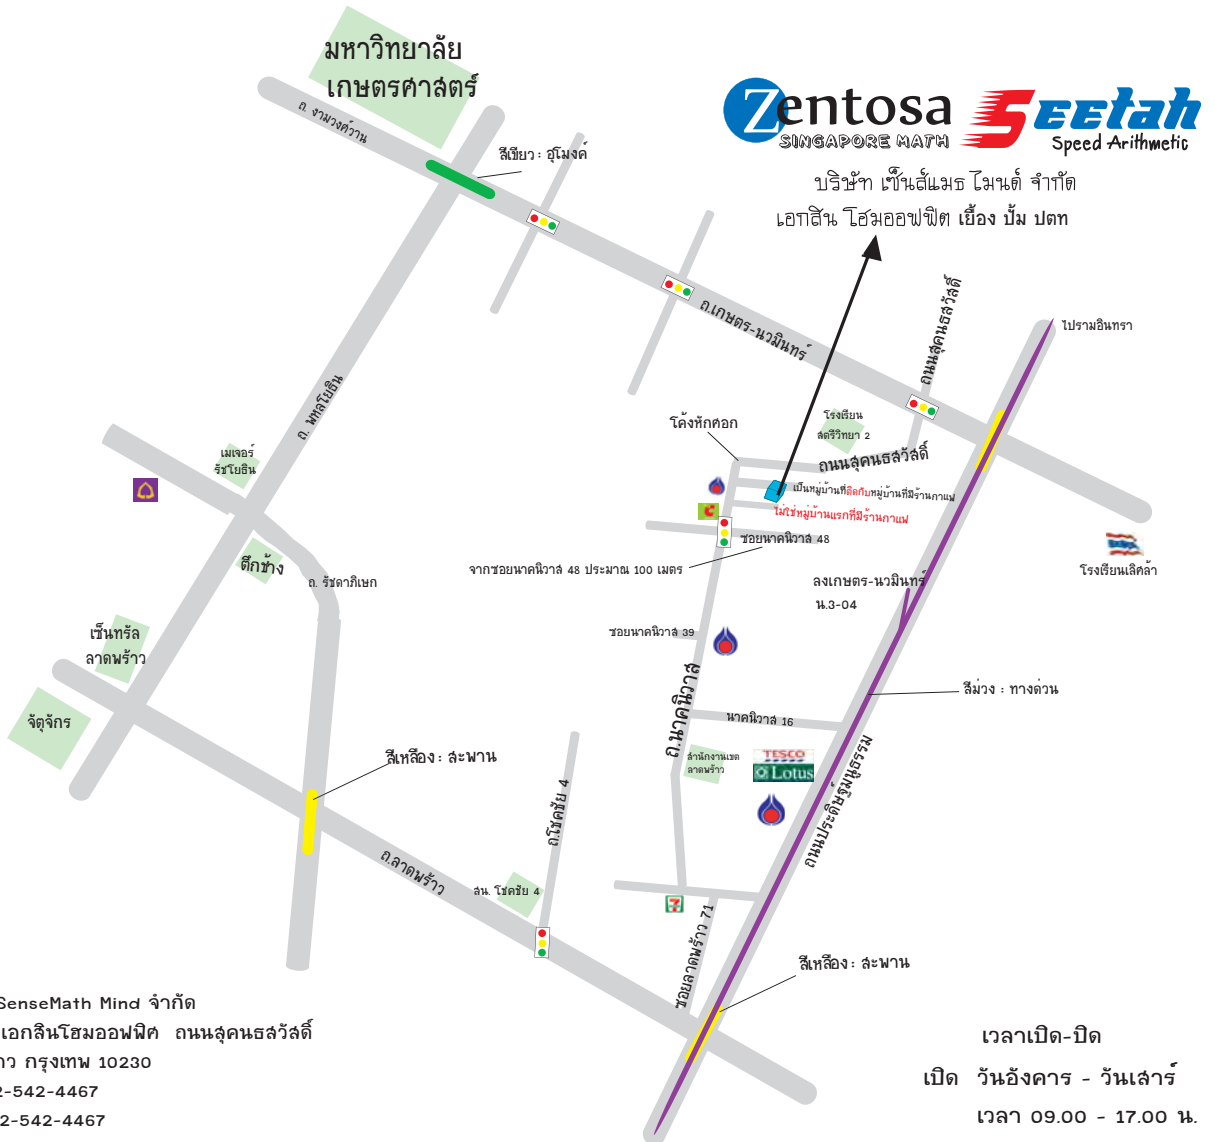 มหาวิทยาลัย
เกษตรศาสตร์
ถ. งามวงศ์วาน
สีเขียว : อุโมงค์
Zentosa
SINGAPORE MATH
Seetah
Speed Arithmetic
บริษัท เซ็นส์แมธ ไมนด์ จำกัด
เอกสิน โฮมออฟฟิต เยื้อง ปั้ม ปตท
ถ.เกษตร-นวมินทร์
ถนนสุคนธสวัสดิ์
ไปรามอินทรา
ถ. พหลโยธิน
เมเจอร์
รัชโยธิน
โค้งหักศอก
โรงเรียน
สตรีวิทยา 2
ถนนสุคนธสวัสดิ์
เป็นหมู่บ้านที่ติดกับหมู่บ้านที่มีร้านกาแฟ
ไม่ใช่หมู่บ้านแรกที่มีร้านกาแฟ
ซอยนาคนิวาส 48
จากซอยนาคนิวาส 48 ประมาณ 100 เมตร
ตึกช้าง
ถ. รัชดาภิเษก
ลงเกษตร-นวมินทร์
น.3-04
โรงเรียนเลิศล้า
เซ็นทรัล
ลาดพร้าว
ซอยนาคนิวาส 39
ถ.นาคนิวาส
สีม่วง : ทางด่วน
จัตุจักร
นาคนิวาส 16
สีเหลือง : สะพาน
สำนักงานเขต
ลาดพร้าว
TESCO
Lotus
ถ.โชคชัย 4
ถนนประดิษฐ์มนูธรรม
ถ.ลาดพร้าว
สน. โชคชัย 4
7
ซอยลาดพร้าว 71
สีเหลือง : สะพาน
SenseMath Mind จำกัด
เอกสินโฮมออฟฟิศ ถนนสุคนธสวัสดิ์
าว กรุงเทพ 10230
2-542-4467
2-542-4467
เวลาเปิด-ปิด
เปิด วันอังคาร - วันเสาร์
เวลา 09.00 - 17.00 น.